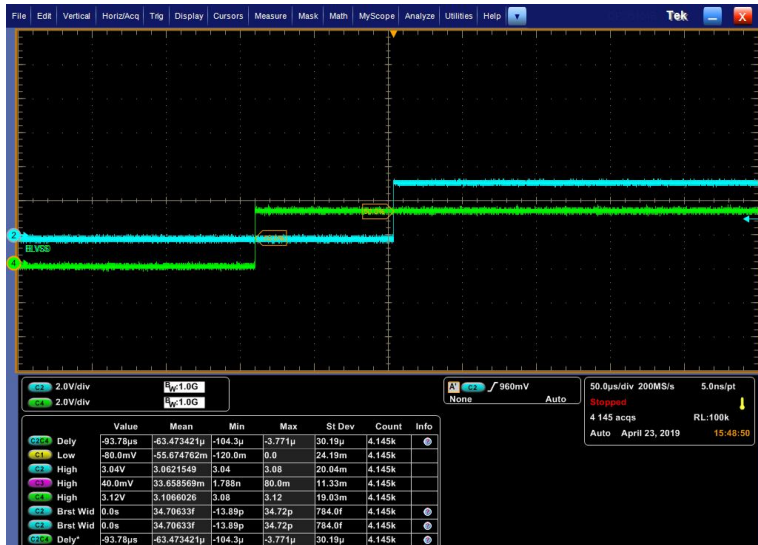 File Edit Vertical Horiz/Acq Trig Display Cursors Measure Mask Math MyScope Analyze Utilities Help Tek X
2
ELVSS
4
C2 2.0V/div BW:1.0G
C4 2.0V/div BW:1.0G
A' C2 960mV
None Auto
50.0µs/div 200MS/s 5.0ns/pt
Stopped
4 145 acqs RL:100k
Auto April 23, 2019 15:48:50
Value Mean Min Max St Dev Count Info
C2C4 Dely -93.78µs -63.473421µ -104.3µ -3.771µ 30.19µ 4.145k
C1 Low -80.0mV -55.674762m -120.0m 0.0 24.19m 4.145k
C2 High 3.04V 3.0621549 3.04 3.08 20.04m 4.145k
C3 High 40.0mV 33.658569m 1.788n 80.0m 11.33m 4.145k
C4 High 3.12V 3.1066026 3.08 3.12 19.03m 4.145k
C2 Brst Wid 0.0s 34.70633f -13.89p 34.72p 784.0f 4.145k
C2 Brst Wid 0.0s 34.70633f -13.89p 34.72p 784.0f 4.145k
C2C4 Dely* -93.78µs -63.473421µ -104.3µ -3.771µ 30.19µ 4.145k